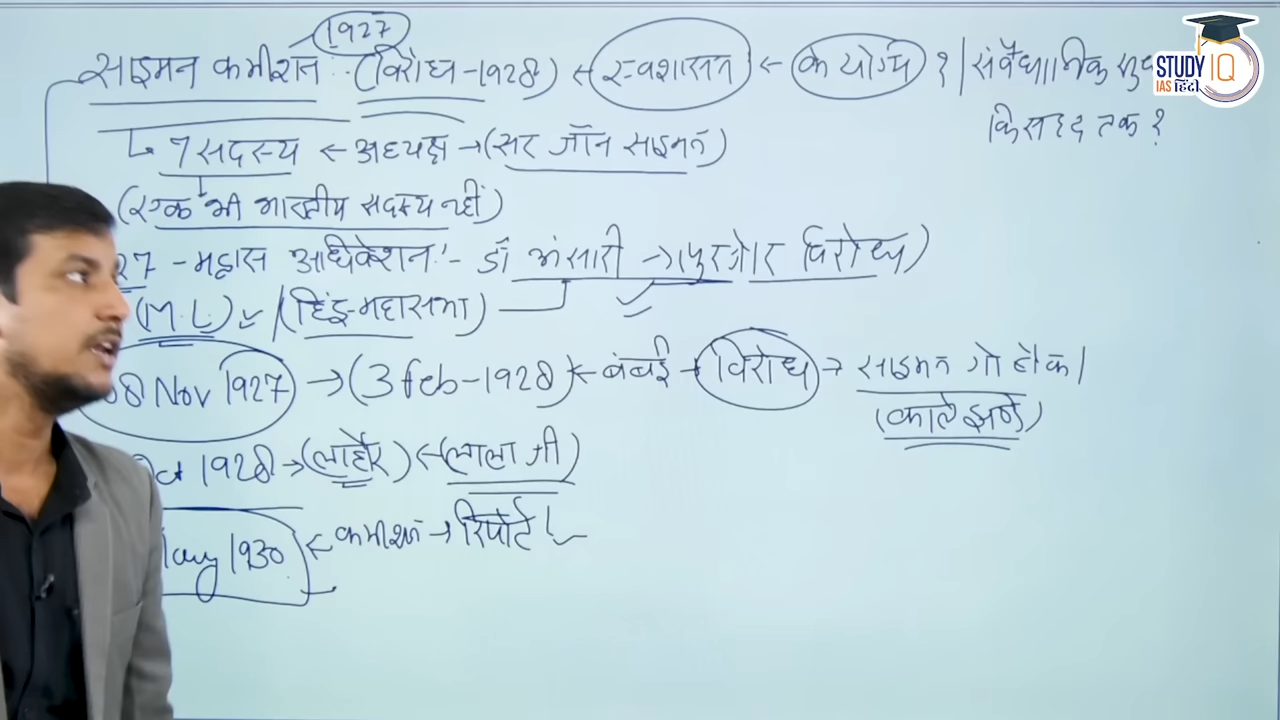 1927
साइमन कमीशन (विरोध-1928) ← स्वशासन ← के योग्य ? | संवैधानिक
किस हद तक ?
↳ 7 सदस्य ← अध्यक्ष → (सर जॉन साइमन)
(एक भी भारतीय सदस्य नहीं)
27 - मद्रास अधिवेशन :- डॉ अंसारी → पुरजोर विरोध)
(M.L.) ✓ / (हिंदू-महासभा) ✓
08 Nov 1927 → (3 Feb-1928) ← बंबई → विरोध → साइमन गो बैक।
(काले झण्डे)
1928 → (लाहौर) ← (लाला जी)
May 1930 ← कमीशन → रिपोर्ट।
STUDY IQ
IAS हिंदी